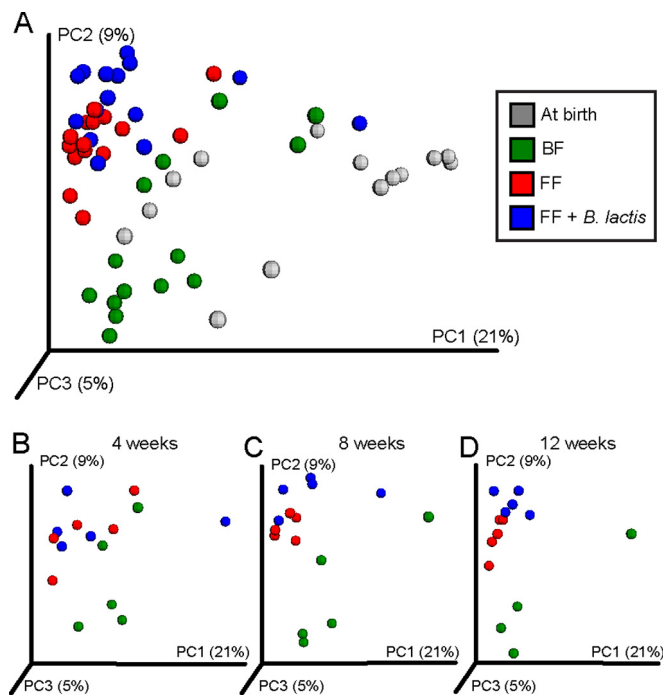 A
PC2 (9%)
At birth
BF
FF
FF + B. lactis
PC1 (21%)
PC3 (5%)
B 4 weeks
PC2 (9%)
PC1 (21%)
PC3 (5%)
C 8 weeks
PC2 (9%)
PC1 (21%)
PC3 (5%)
D 12 weeks
PC2 (9%)
PC1 (21%)
PC3 (5%)